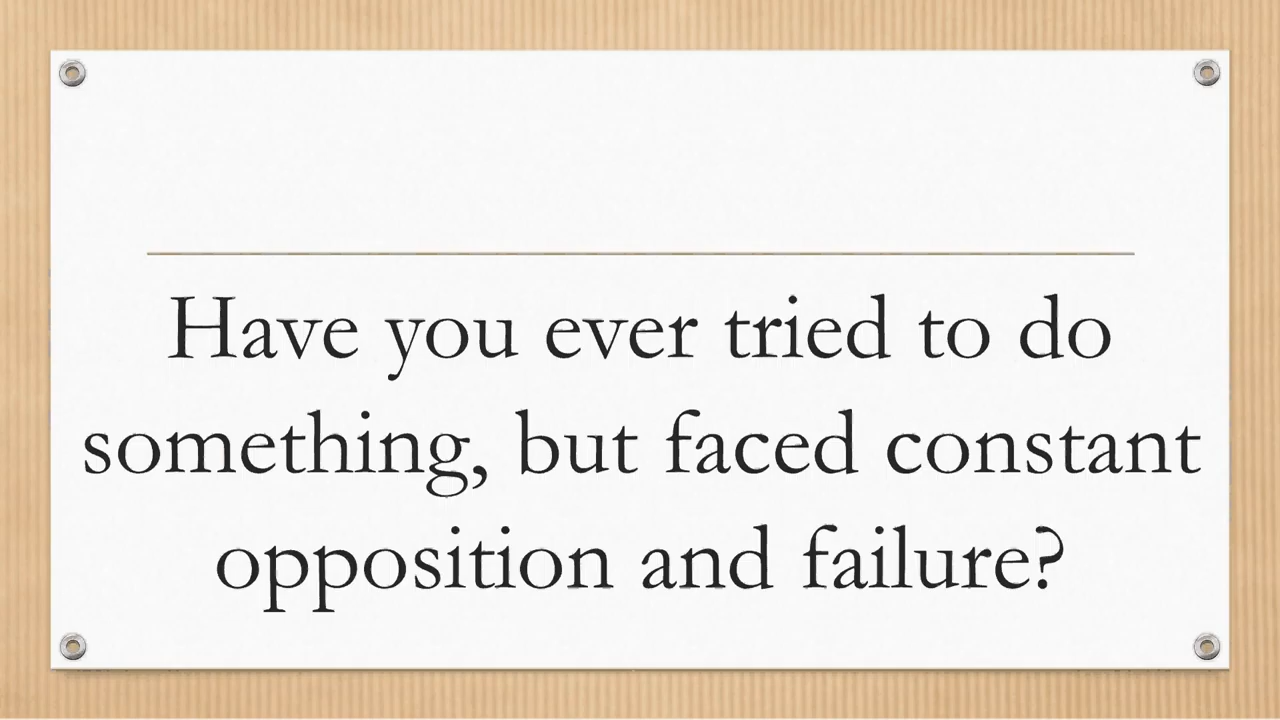 Have you ever tried to do
something, but faced constant
opposition and failure?